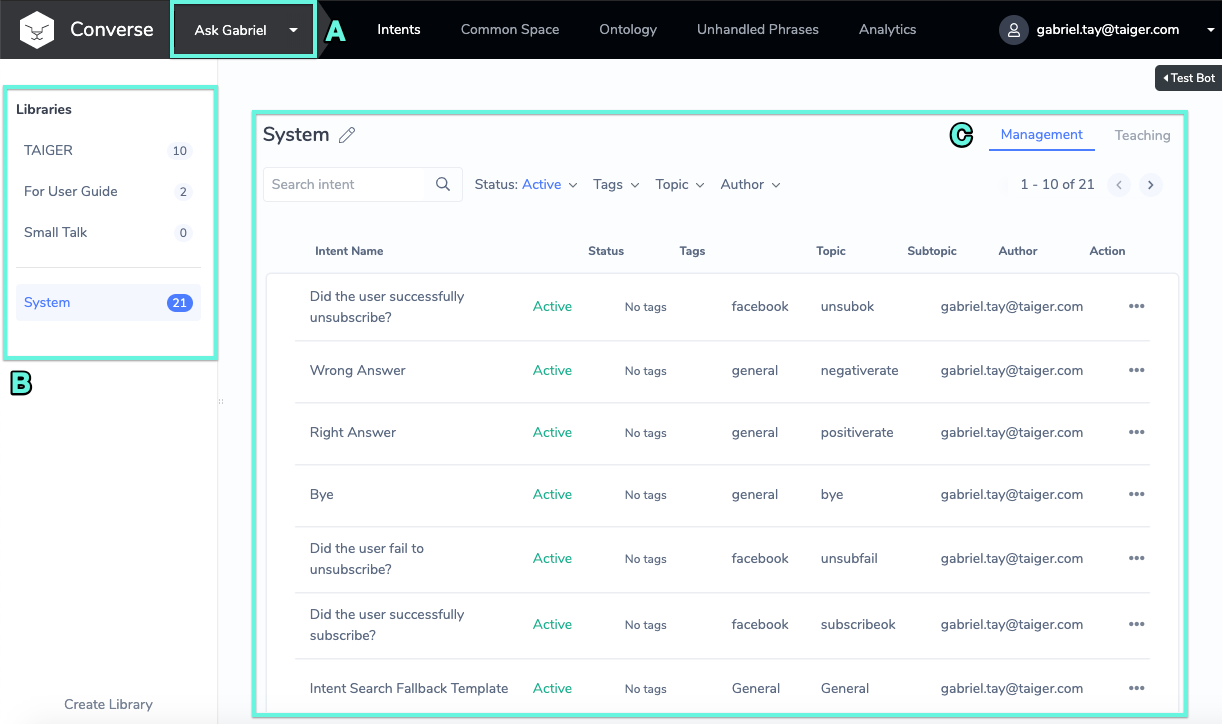 Converse
Ask Gabriel
A
Intents
Common Space
Ontology
Unhandled Phrases
Analytics
gabriel.tay@taiger.com
Test Bot
Libraries
TAIGER 10
For User Guide 2
Small Talk 0
System 21
B
Create Library
System
C
Management
Teaching
Search intent
Status: Active
Tags
Topic
Author
1 - 10 of 21
Intent Name Status Tags Topic Subtopic Author Action
Did the user successfully
unsubscribe?
Active No tags facebook unsubok gabriel.tay@taiger.com
Wrong Answer Active No tags general negativerate gabriel.tay@taiger.com
Right Answer Active No tags general positiverate gabriel.tay@taiger.com
Bye Active No tags general bye gabriel.tay@taiger.com
Did the user fail to
unsubscribe?
Active No tags facebook unsubfail gabriel.tay@taiger.com
Did the user successfully
subscribe?
Active No tags facebook subscribeok gabriel.tay@taiger.com
Intent Search Fallback Template Active No tags General General gabriel.tay@taiger.com